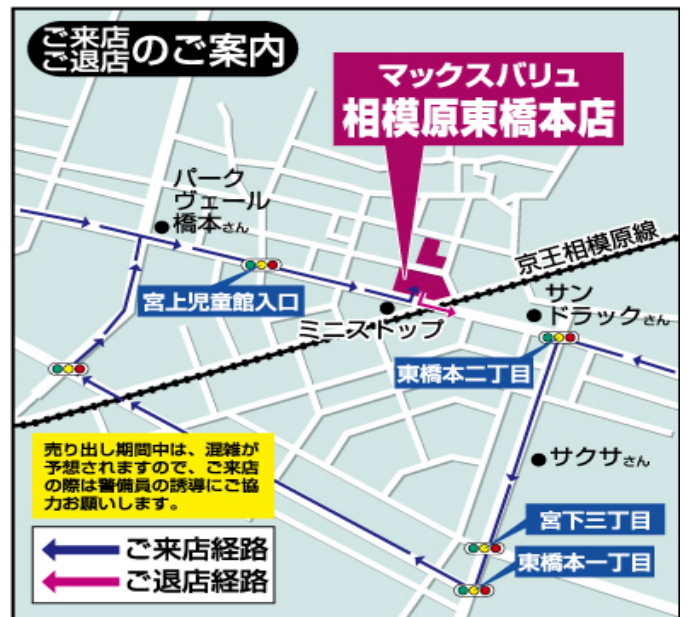 ご来店
ご退店
のご案内
マックスバリュ
相模原東橋本店
パーク
ヴェール
橋本さん
京王相模原線
宮上児童館入口
サン
ドラックさん
ミニストップ
東橋本二丁目
売り出し期間中は、混雑が
予想されますので、ご来店
の際は警備員の誘導にご協
力お願いします。
サクサさん
宮下三丁目
東橋本一丁目
ご来店経路
ご退店経路